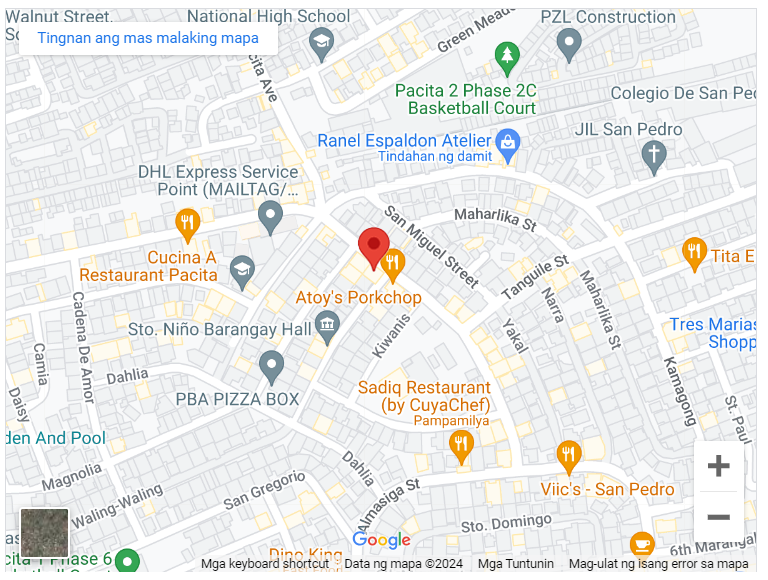 Walnut Street,
National High School
PZL Construction
Tingnan ang mas malaking mapa
Green Mead
cita Ave
Pacita 2 Phase 2C
Basketball Court
Colegio De San Pe
Ranel Espaldon Atelier
Tindahan ng damit
JIL San Pedro
DHL Express Service
Point (MAILTAG/...
San Miguel Street
Maharlika St
Cucina A
Restaurant Pacita
Tita E
Tanguile St
Atoy's Porkchop
Maharlika St
Narra
Yakal
Cadena De Amor
Sto. Niño Barangay Hall
Kiwanis
Tres Marias
Shopp
Camia
Dahlia
Daisy
PBA PIZZA BOX
Sadiq Restaurant
(by CuyaChef)
Pampamilya
Kamagong
St. Paul
den And Pool
Magnolia
Dahlia
San Gregorio
Almasiga St
Viic's - San Pedro
Waling-Waling
Sto. Domingo
Google
6th Marang
cita 1 Phase 6
Dino King
Mga keyboard shortcut
Data ng mapa ©2024
Mga Tuntunin
Mag-ulat ng isang error sa mapa